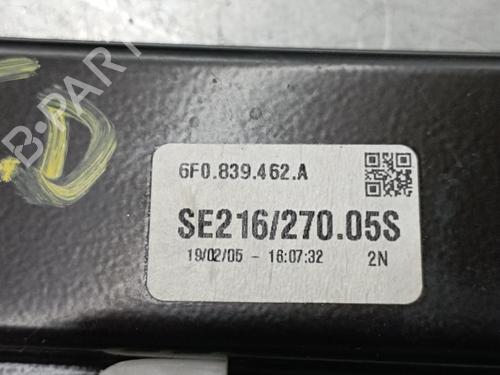 B-PARTS
6F0.839.462.A
SE216/270.05S
19/02/05 - 16:07:32 2N